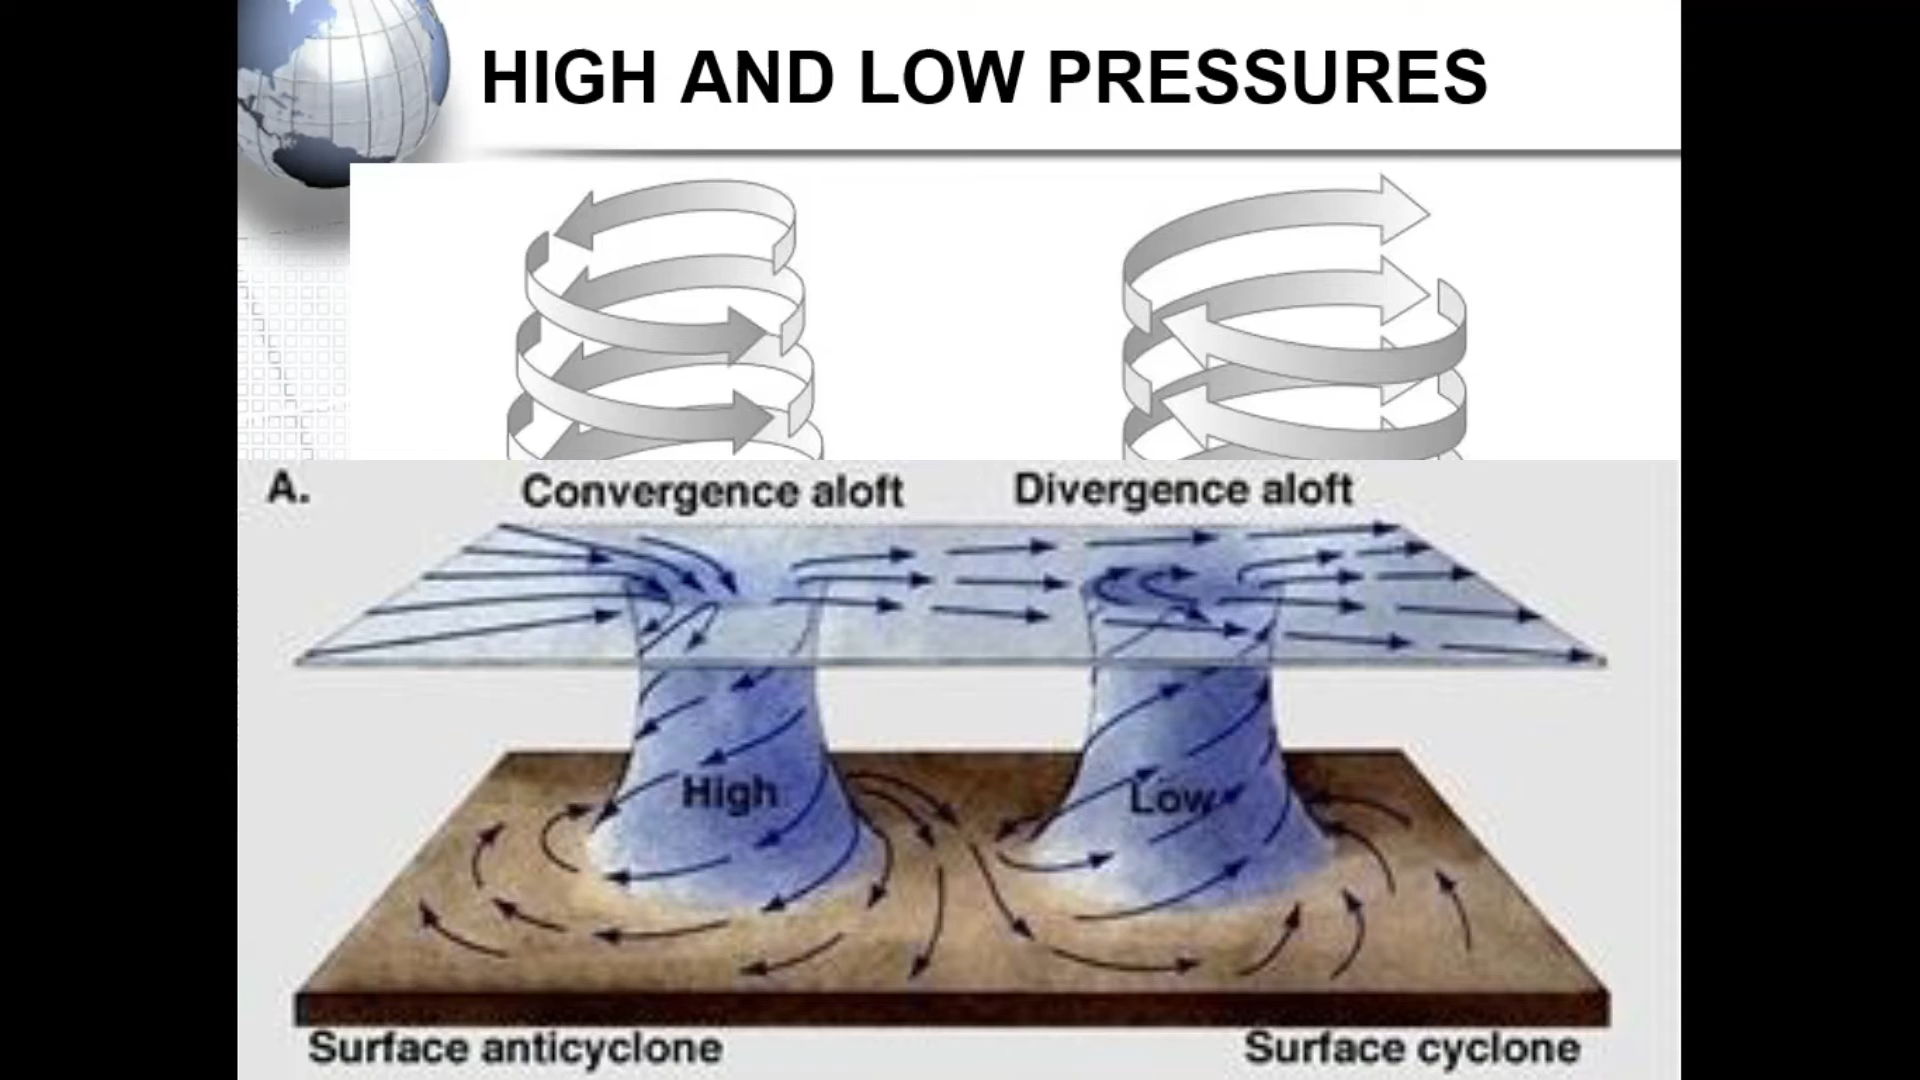 HIGH AND LOW PRESSURES
A.
Convergence aloft
Divergence aloft
High
Low
Surface anticyclone
Surface cyclone